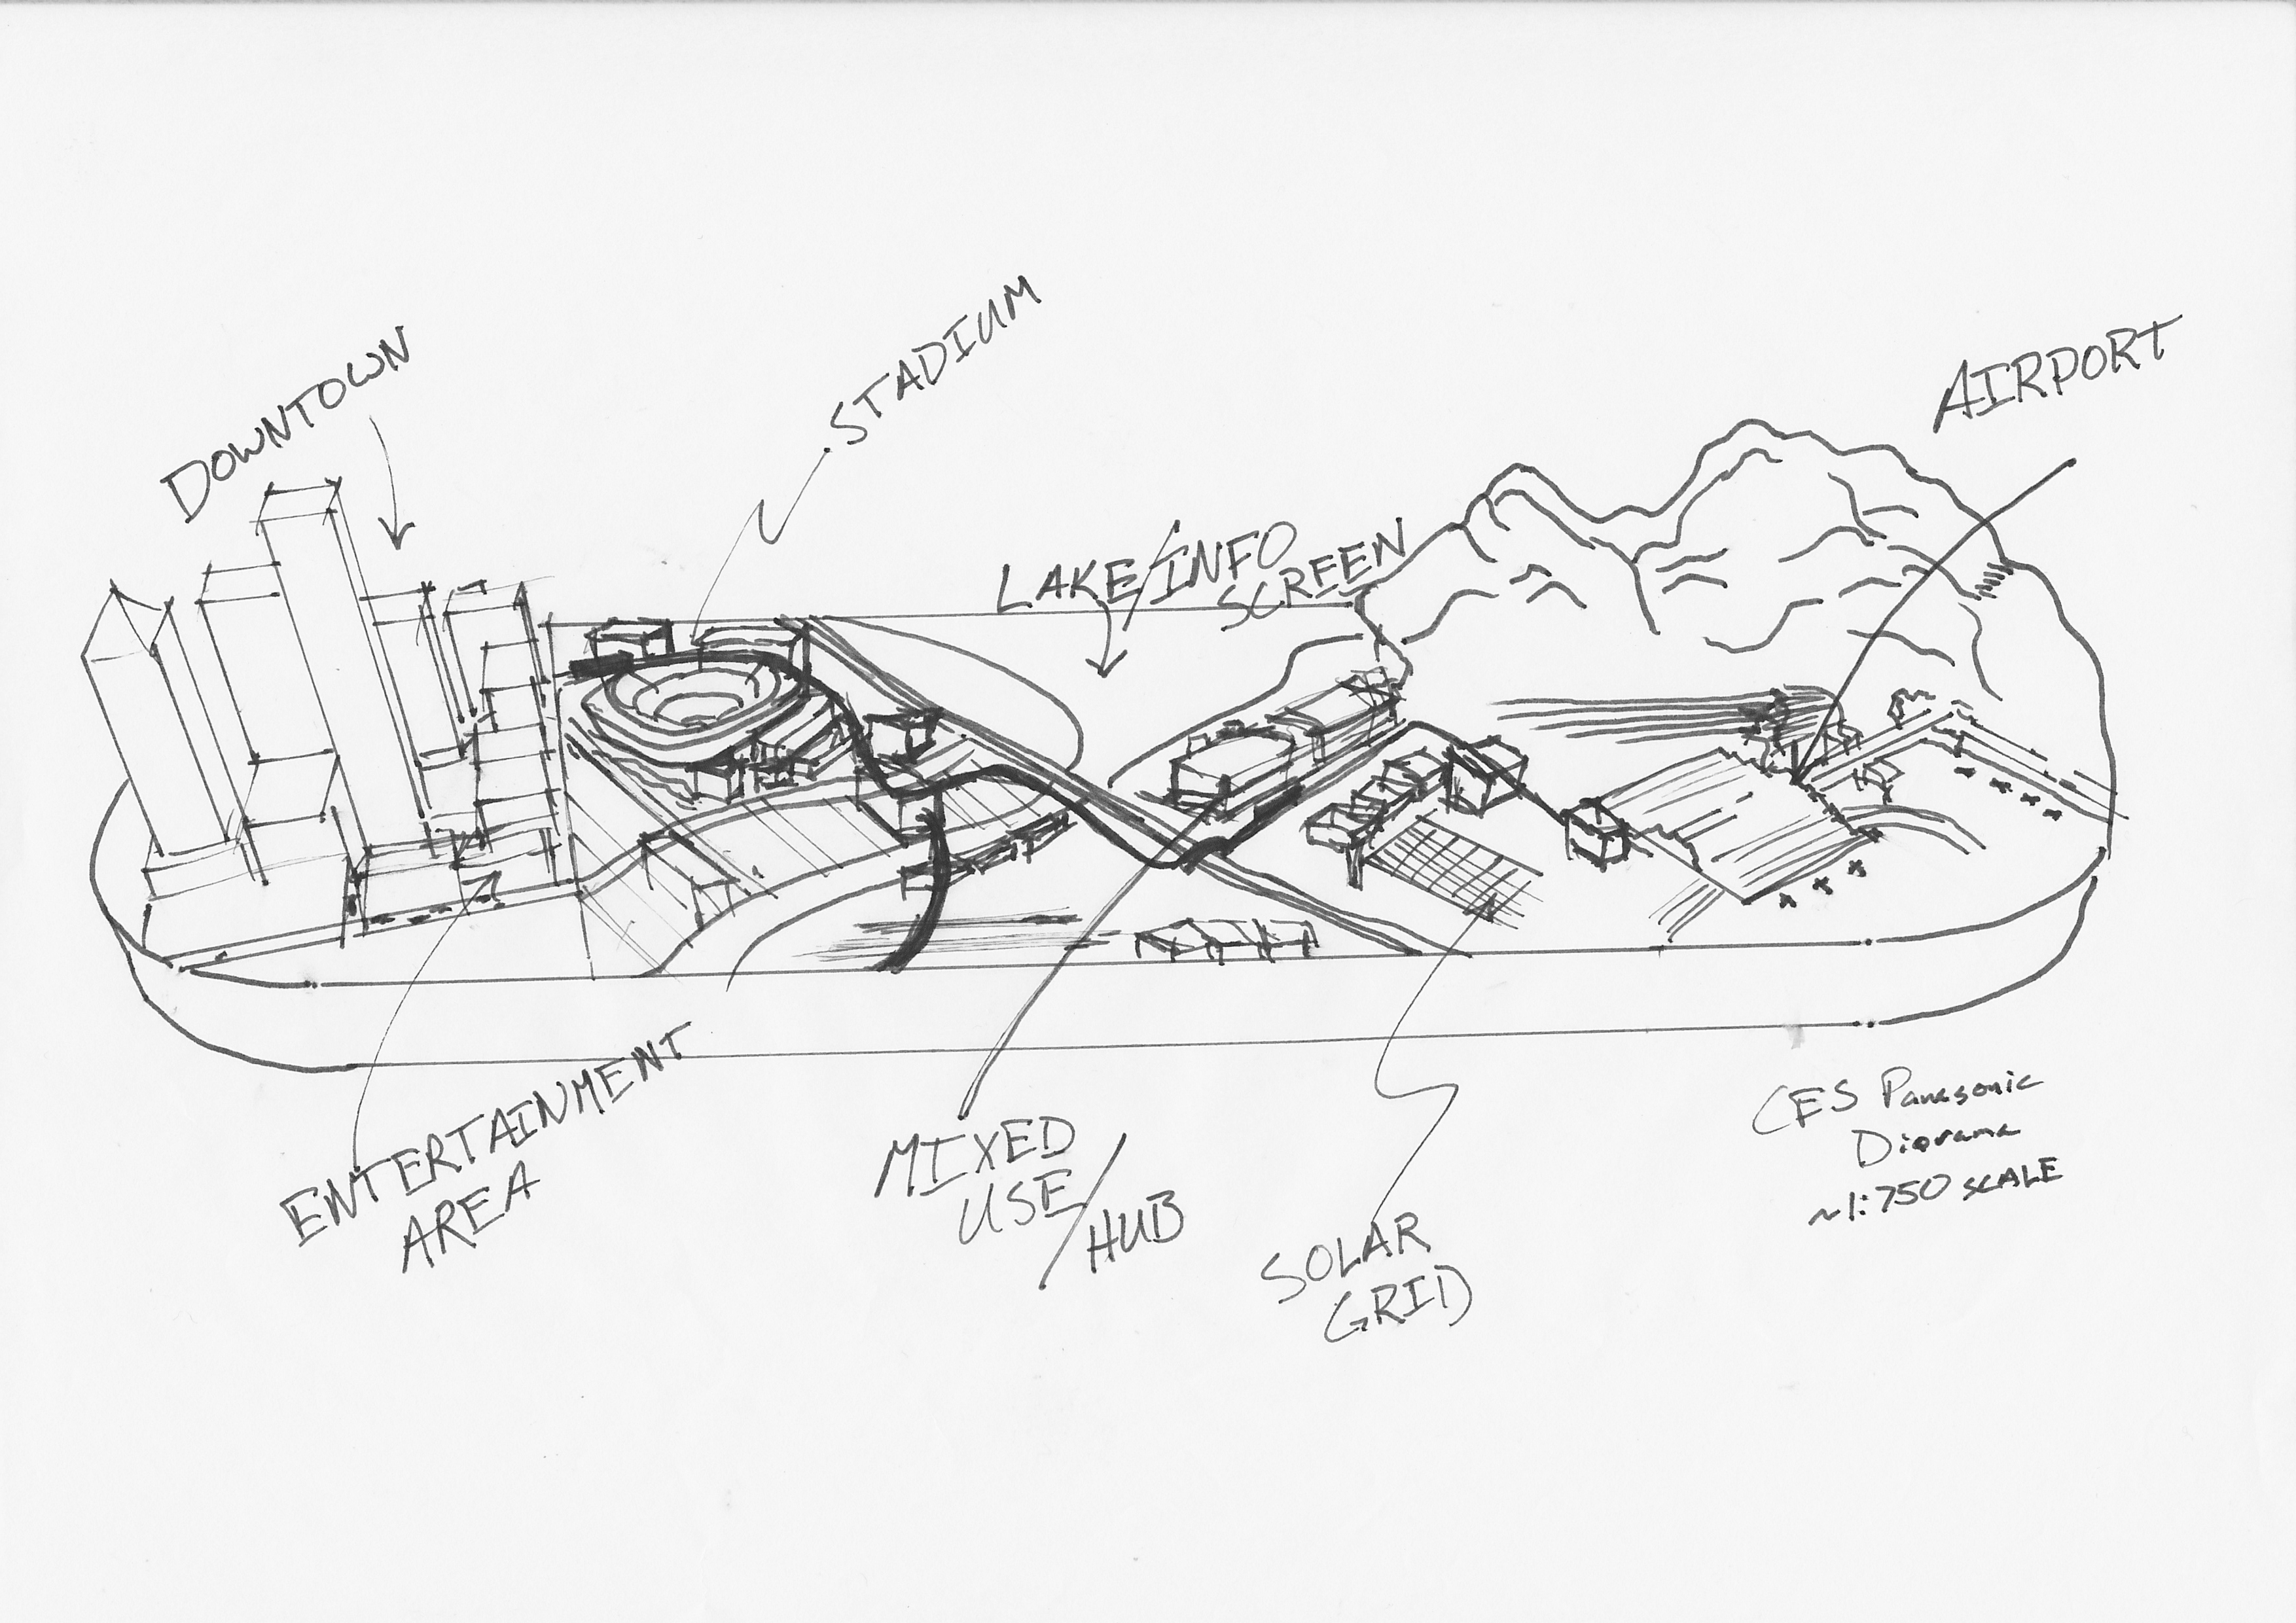 DOWNTOWN
STADIUM
AIRPORT
LAKE/INFO
SCREEN
ENTERTAINMENT
AREA
MIXED
USE/
HUB
SOLAR
GRID
CES Panasonic
Diorama
~1:750 SCALE